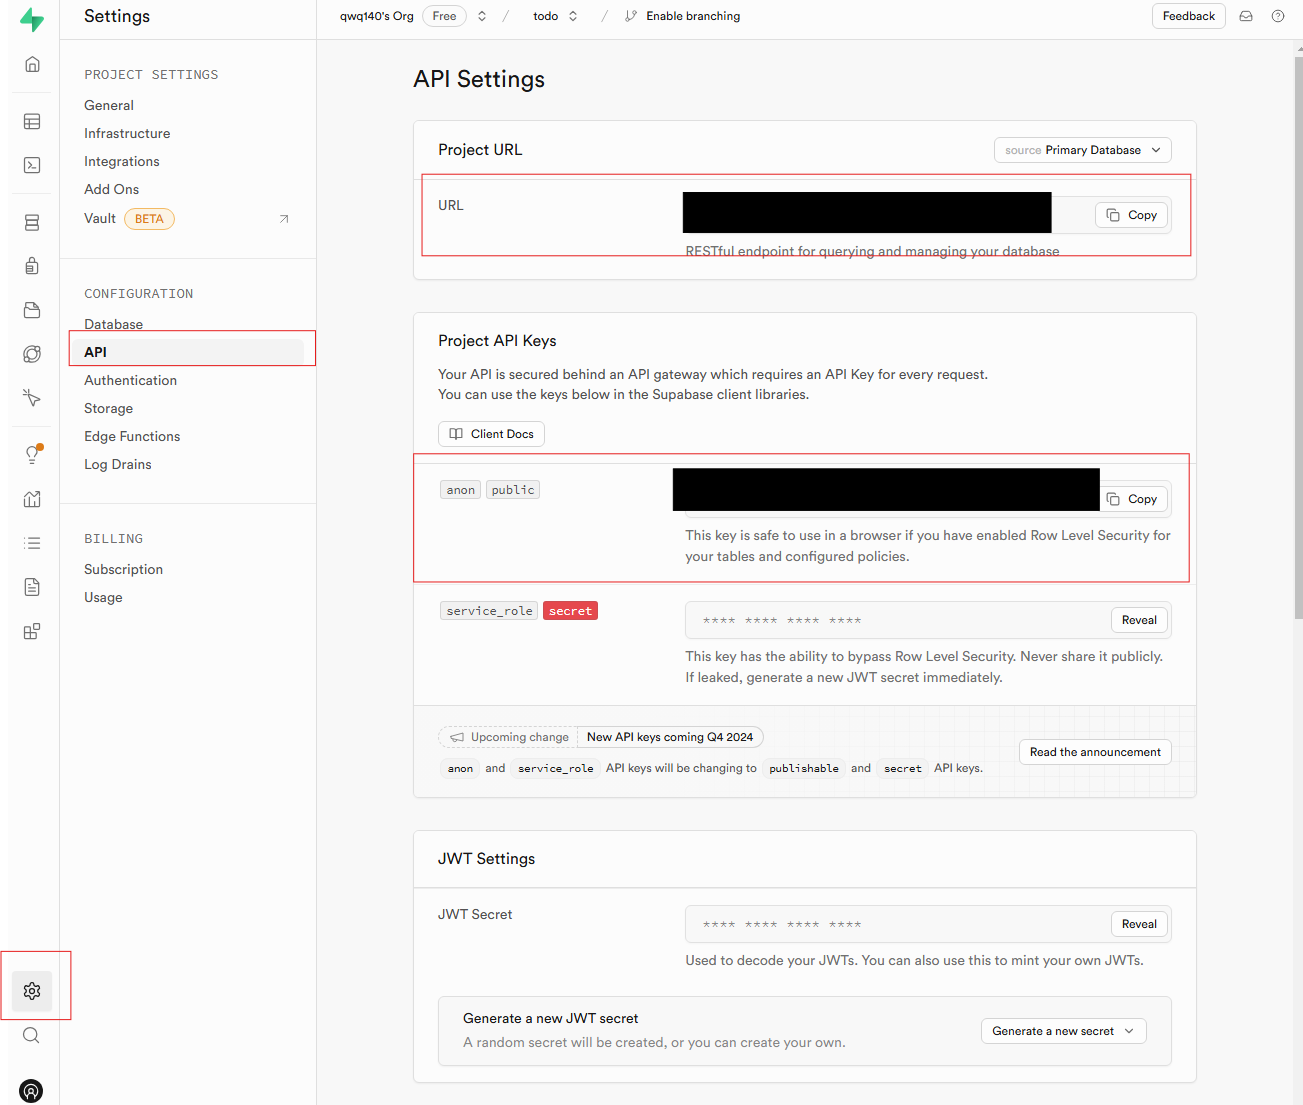 Settings
qwq140's Org Free / todo / Enable branching
Feedback
PROJECT SETTINGS
General
Infrastructure
Integrations
Add Ons
Vault BETA
CONFIGURATION
Database
API
Authentication
Storage
Edge Functions
Log Drains
BILLING
Subscription
Usage
API Settings
Project URL
source Primary Database
URL
Copy
RESTful endpoint for querying and managing your database
Project API Keys
Your API is secured behind an API gateway which requires an API Key for every request.
You can use the keys below in the Supabase client libraries.
Client Docs
anon public
Copy
This key is safe to use in a browser if you have enabled Row Level Security for
your tables and configured policies.
service_role secret
**** **** **** ****
Reveal
This key has the ability to bypass Row Level Security. Never share it publicly.
If leaked, generate a new JWT secret immediately.
Upcoming change New API keys coming Q4 2024
anon and service_role API keys will be changing to publishable and secret API keys.
Read the announcement
JWT Settings
JWT Secret
**** **** **** ****
Reveal
Used to decode your JWTs. You can also use this to mint your own JWTs.
Generate a new JWT secret
A random secret will be created, or you can create your own.
Generate a new secret